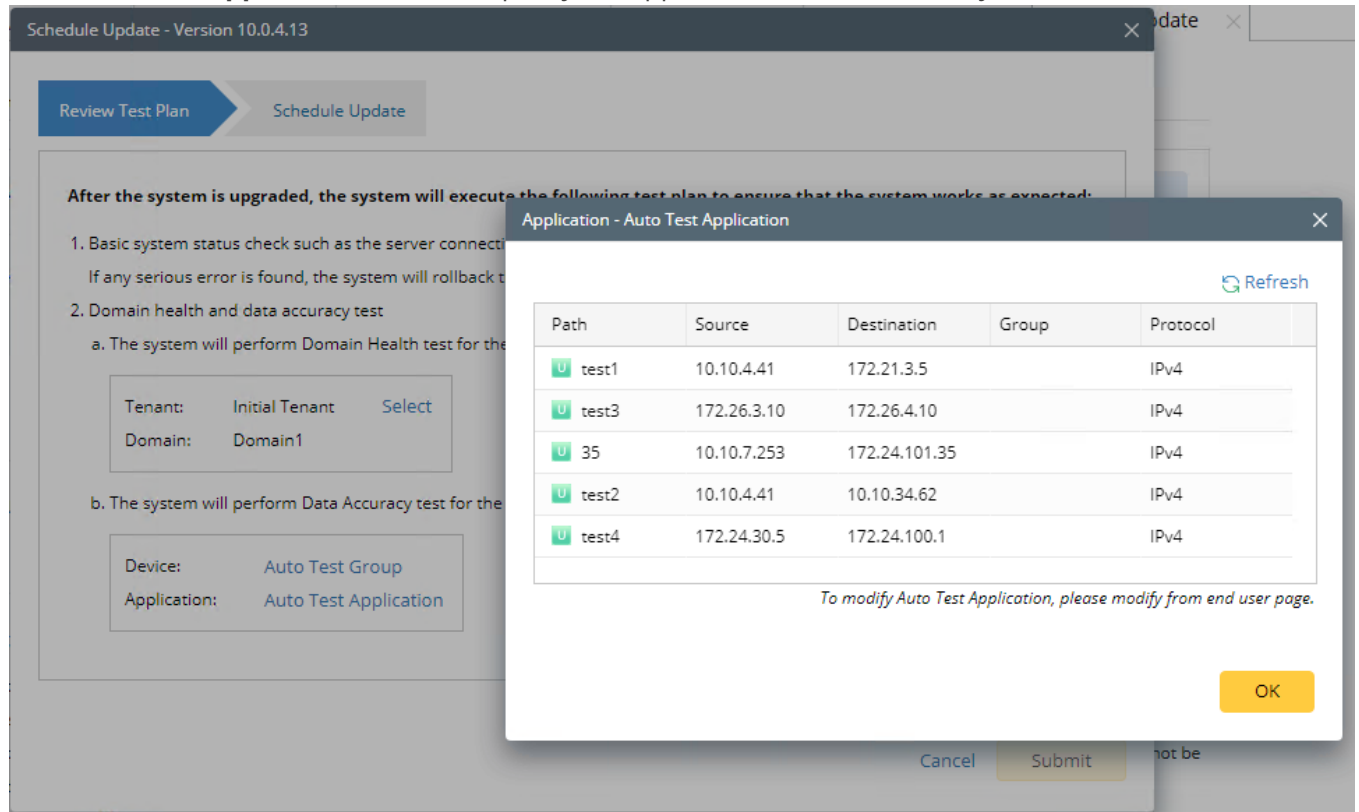 Schedule Update - Version 10.0.4.13
Review Test Plan Schedule Update
After the system is upgraded, the system will execute the following test plan to ensure that the system works as expected:
1. Basic system status check such as the server connecti
If any serious error is found, the system will rollback t
2. Domain health and data accuracy test
a. The system will perform Domain Health test for the
Tenant: Initial Tenant Select
Domain: Domain1
b. The system will perform Data Accuracy test for the
Device: Auto Test Group
Application: Auto Test Application
Cancel Submit
Application - Auto Test Application
Refresh
Path Source Destination Group Protocol
U test1 10.10.4.41 172.21.3.5 IPv4
U test3 172.26.3.10 172.26.4.10 IPv4
U 35 10.10.7.253 172.24.101.35 IPv4
U test2 10.10.4.41 10.10.34.62 IPv4
U test4 172.24.30.5 172.24.100.1 IPv4
To modify Auto Test Application, please modify from end user page.
OK
pdate
not be